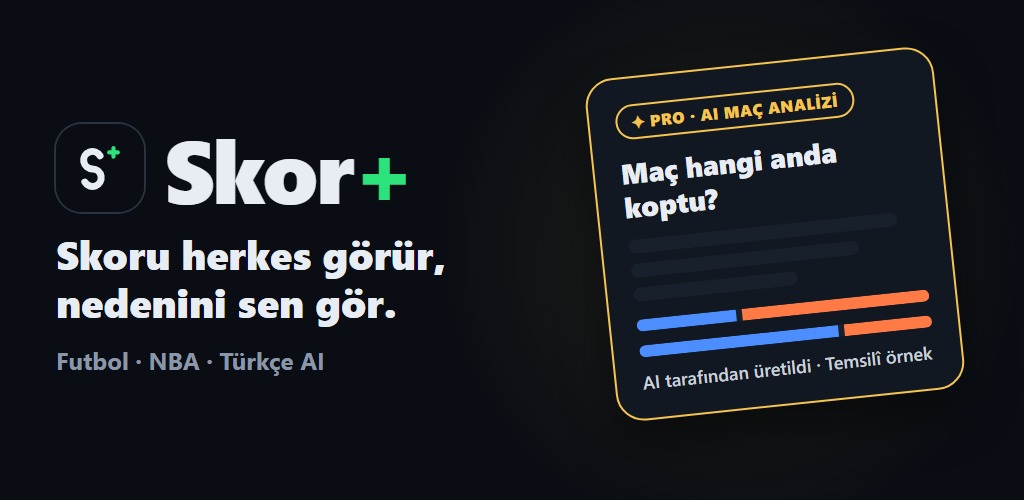 S+
Skor+
Skoru herkes görür,
nedenini sen gör.
Futbol · NBA · Türkçe AI
✦ PRO · AI MAÇ ANALİZİ
Maç hangi anda
koptu?
AI tarafından üretildi · Temsilî örnek